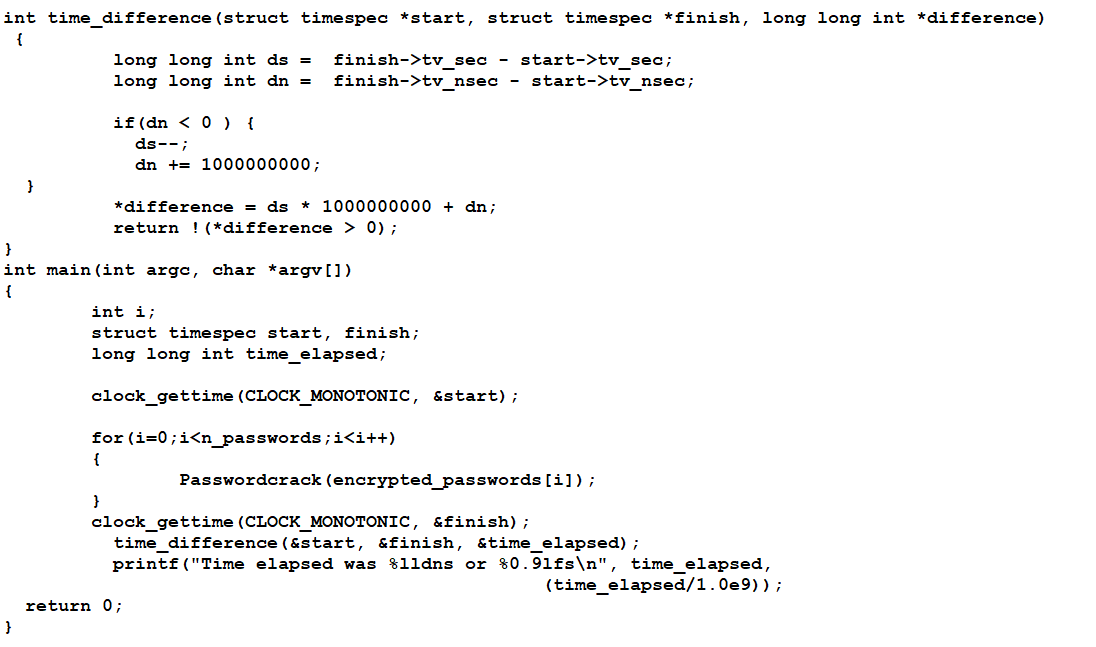 int time_difference(struct timespec *start, struct timespec *finish, long long int *difference)
{
long long int ds =  finish->tv_sec - start->tv_sec;
long long int dn =  finish->tv_nsec - start->tv_nsec;
if(dn < 0 ) {
ds--;
dn += 1000000000;
}
*difference = ds * 1000000000 + dn;
return !(*difference > 0);
}
int main(int argc, char *argv[])
{
int i;
struct timespec start, finish;
long long int time_elapsed;
clock_gettime(CLOCK_MONOTONIC, &start);
for(i=0;i<n_passwords;i<i++)
{
Passwordcrack(encrypted_passwords[i]);
}
clock_gettime(CLOCK_MONOTONIC, &finish);
time_difference(&start, &finish, &time_elapsed);
printf("Time elapsed was %lldns or %0.9lfs\n", time_elapsed,
(time_elapsed/1.0e9));
return 0;
}